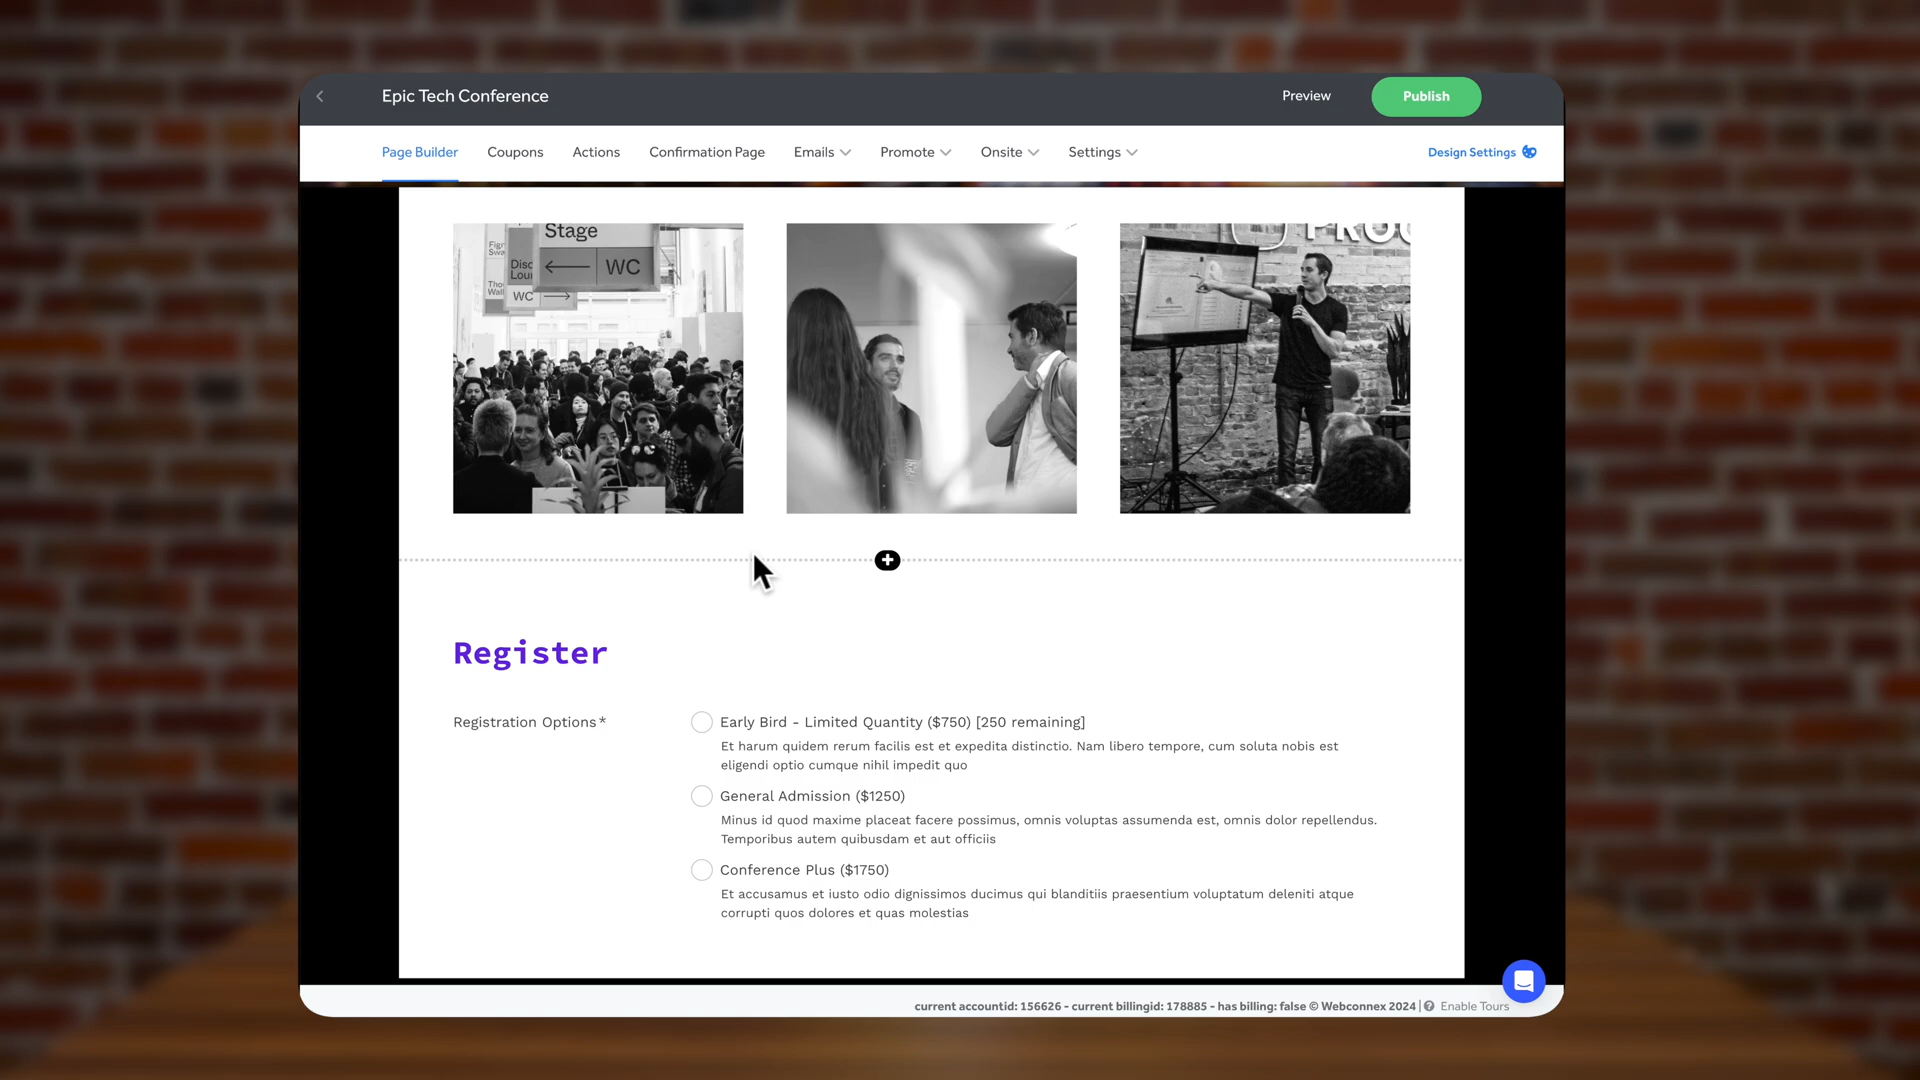 Epic Tech Conference
Preview
Publish
Page Builder
Coupons
Actions
Confirmation Page
Emails
Promote
Onsite
Settings
Design Settings
Stage
WC
WC
Register
Registration Options*
Early Bird - Limited Quantity ($750) [250 remaining]
Et harum quidem rerum facilis est et expedita distinctio. Nam libero tempore, cum soluta nobis est
eligendi optio cumque nihil impedit quo
General Admission ($1250)
Minus id quod maxime placeat facere possimus, omnis voluptas assumenda est, omnis dolor repellendus.
Temporibus autem quibusdam et aut officiis
Conference Plus ($1750)
Et accusamus et iusto odio dignissimos ducimus qui blanditiis praesentium voluptatum deleniti atque
corrupti quos dolores et quas molestias
current accountid: 156626 - current billingid: 178885 - has billing: false © Webconnex 2024 | Enable Tours